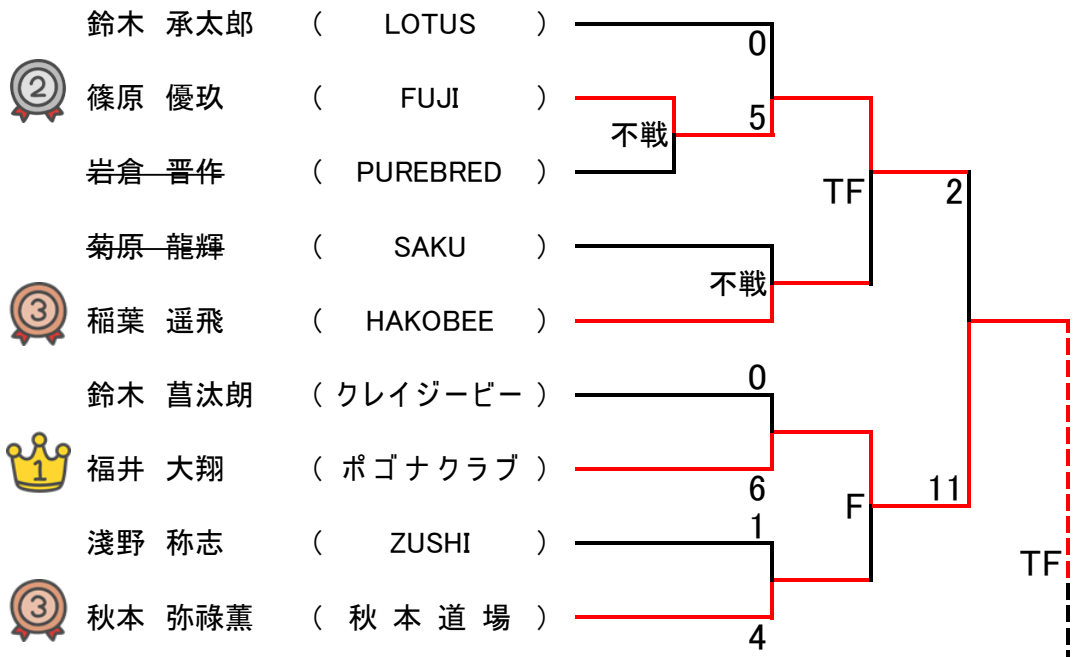 鈴木 承太郎 ( LOTUS ) 0
② 篠原 優玖 ( FUJI ) 5
不戦
岩倉 晋作 ( PUREBRED ) TF 2
菊原 龍輝 ( SAKU )
不戦
③ 稲葉 遥飛 ( HAKOBEE )
鈴木 菖汰朗 ( クレイジービー ) 0
1 福井 大翔 ( ポゴナクラブ ) 6
F 11
淺野 称志 ( ZUSHI ) 1
TF
③ 秋本 弥祿薫 ( 秋本道場 ) 4